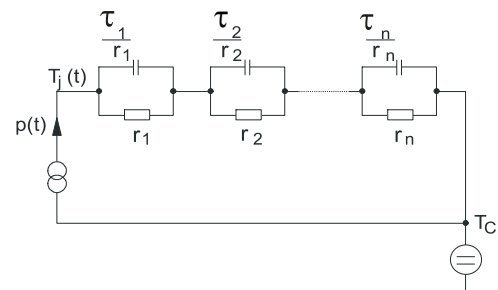 τ1 τ2 τn
r1 r2 rn
Tj(t)
r1 r2 rn
p(t)
TC